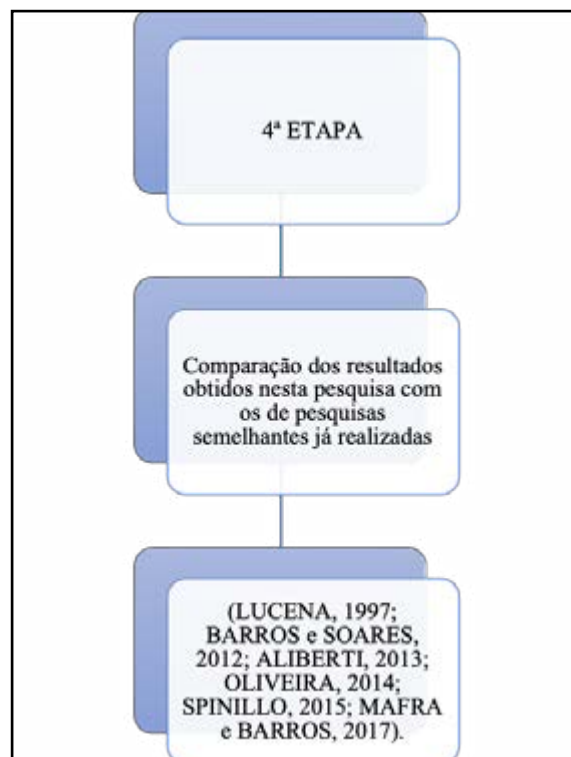 4ª ETAPA
Comparação dos resultados
obtidos nesta pesquisa com
os de pesquisas
semelhantes já realizadas
(LUCENA, 1997;
BARROS e SOARES,
2012; ALIBERTI, 2013;
OLIVEIRA, 2014;
SPINILLO, 2015; MAFRA
e BARROS, 2017).